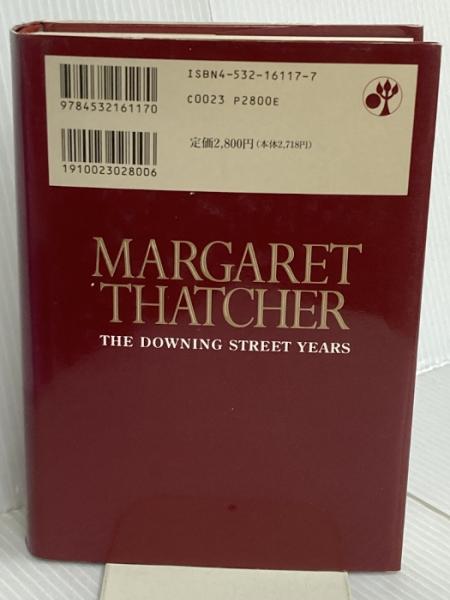 ISBN4-532-16117-7
C0023 P2800E
9784532161170
定価2,800円(本体2,718円)
1910023028006
MARGARET
THATCHER
THE DOWNING STREET YEARS